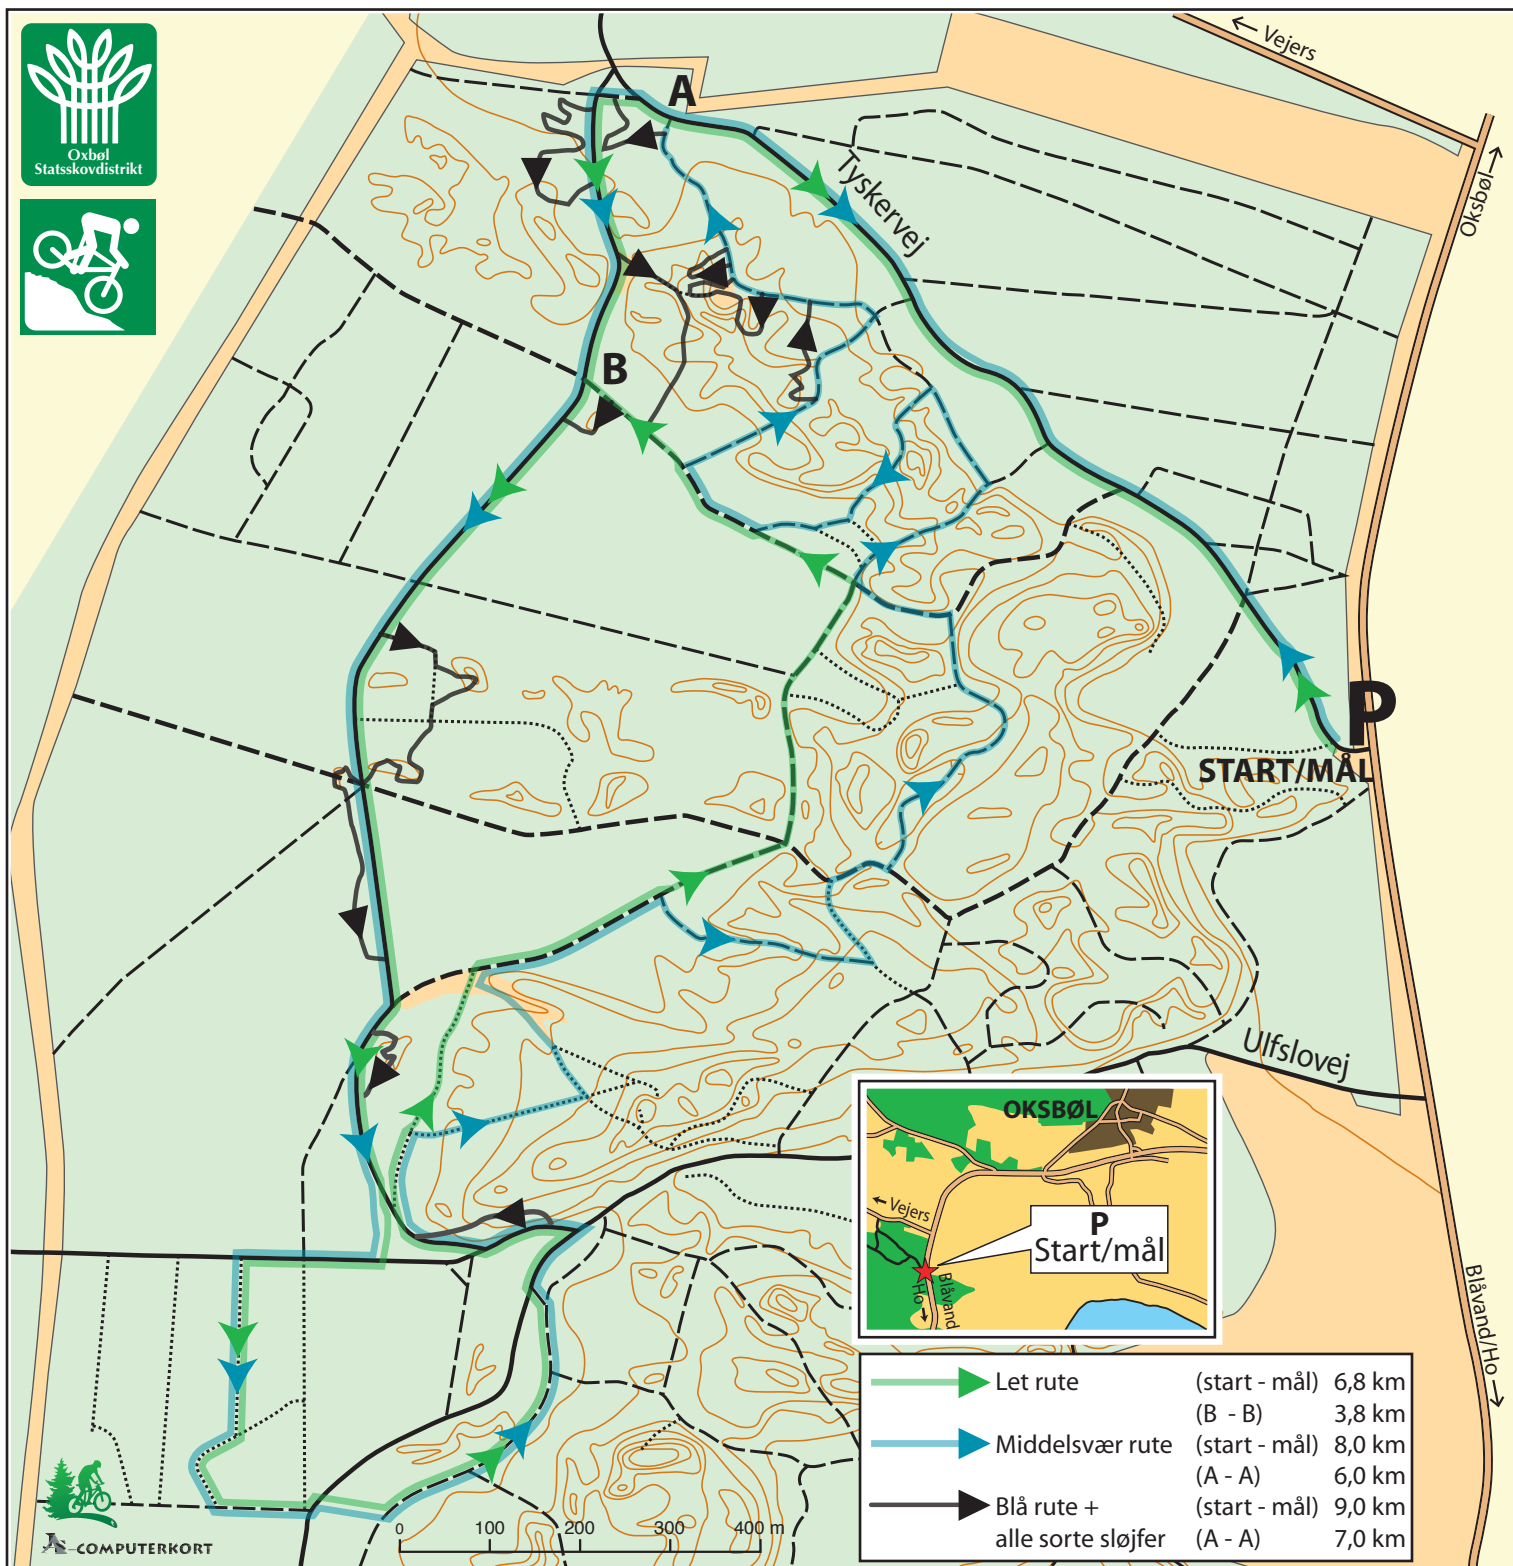 Oxbøl
Statsskovdistrikt
← Vejers
Oksbøl →
A
Tyskervej
B
P
START/MÅL
Ulfslovej
OKSBØL
← Vejers
P
Start/mål
Blåvand
Ho →
Blåvand/Ho →
Let rute (start - mål) 6,8 km
(B - B) 3,8 km
Middelsvær rute (start - mål) 8,0 km
(A - A) 6,0 km
Blå rute + (start - mål) 9,0 km
alle sorte sløjfer (A - A) 7,0 km
0 100 200 300 400 m
COMPUTERKORT